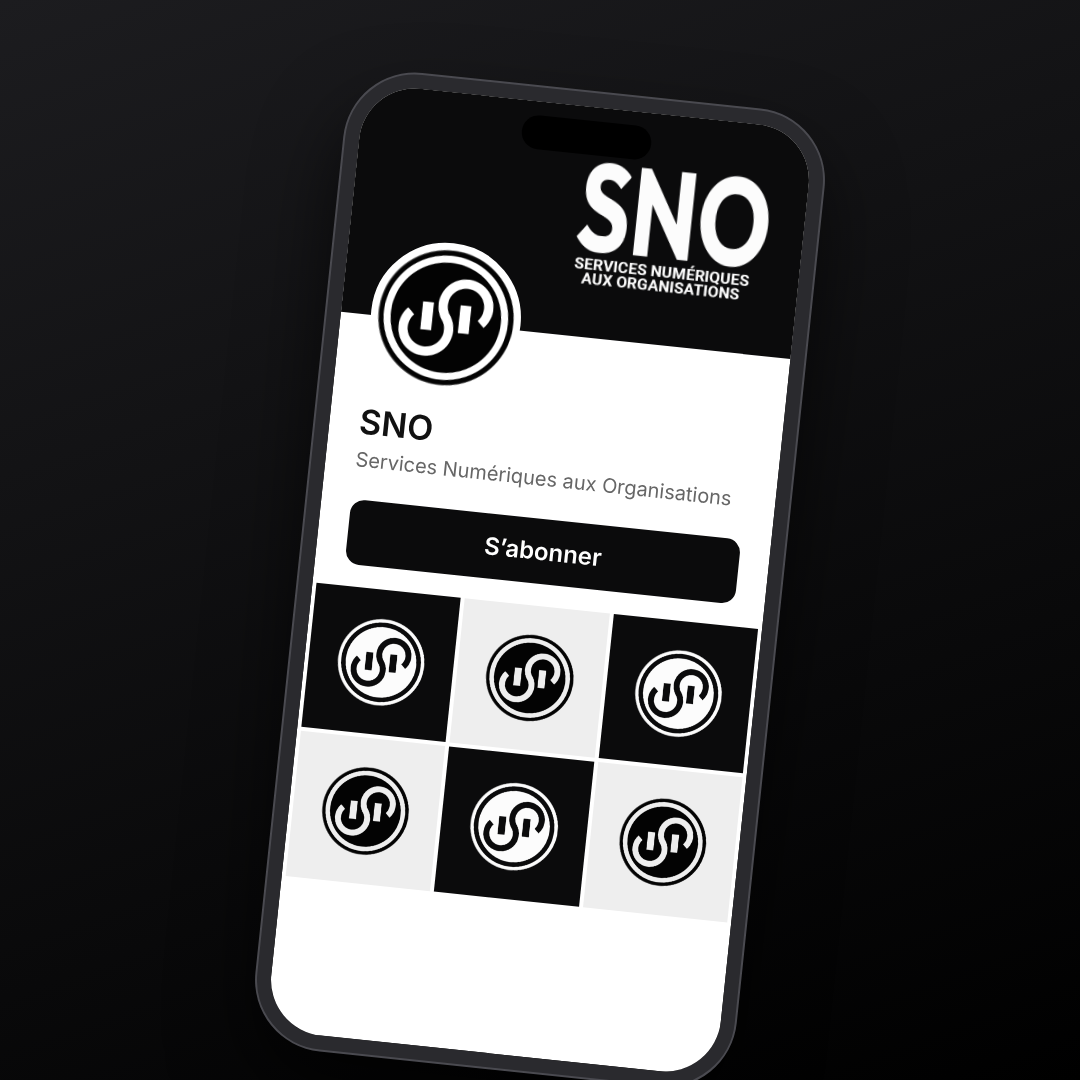 SNO
SERVICES NUMÉRIQUES
AUX ORGANISATIONS
SNO
Services Numériques aux Organisations
S’abonner